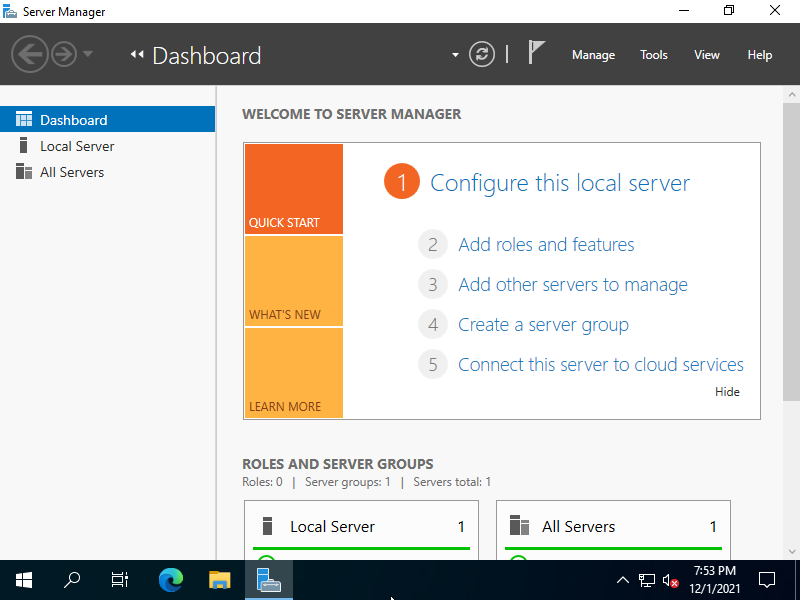 Server Manager
Dashboard
Manage Tools View Help
Dashboard
Local Server
All Servers
WELCOME TO SERVER MANAGER
QUICK START
WHAT'S NEW
LEARN MORE
1 Configure this local server
2 Add roles and features
3 Add other servers to manage
4 Create a server group
5 Connect this server to cloud services
Hide
ROLES AND SERVER GROUPS
Roles: 0 | Server groups: 1 | Servers total: 1
Local Server 1
All Servers 1
7:53 PM
12/1/2021